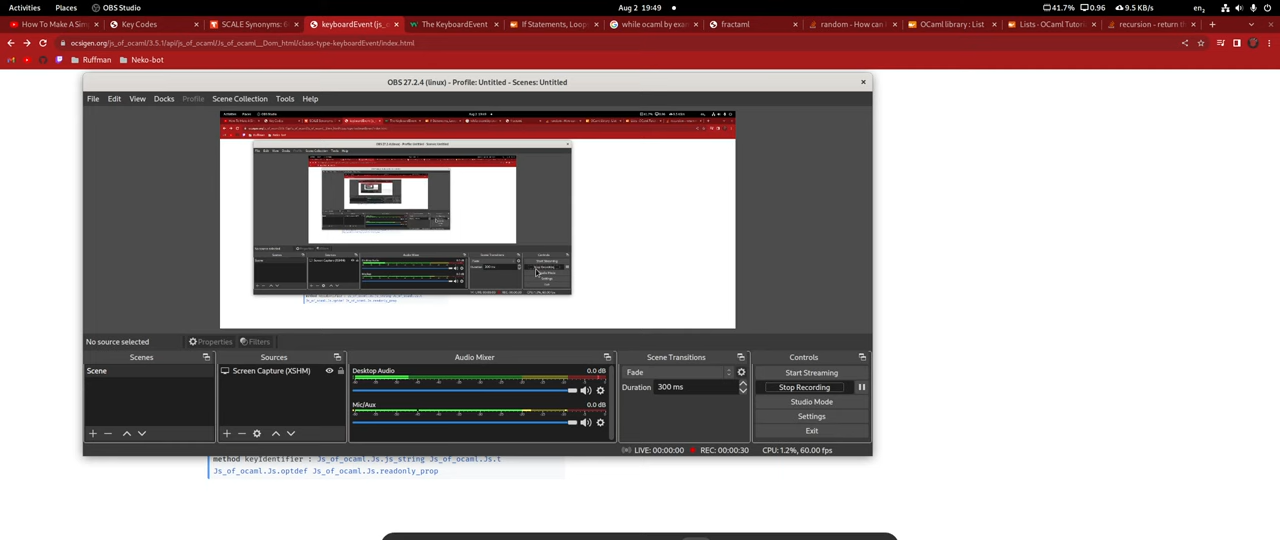 Activities Places OBS Studio Aug 2 19:49 41.7% 0.96 9.5 kB/s en₂
How To Make A Sim Key Codes SCALE Synonyms: 6 keyboardEvent (js_o The KeyboardEvent If Statements, Loop while ocaml by exam fractaml random - How can i OCaml library : List Lists - OCaml Tutori recursion - return th
ocsigen.org/js_of_ocaml/3.5.1/api/js_of_ocaml/Js_of_ocaml__Dom_html/class-type-keyboardEvent/index.html
Ruffman Neko-bot
OBS 27.2.4 (linux) - Profile: Untitled - Scenes: Untitled
File Edit View Docks Profile Scene Collection Tools Help
No source selected Properties Filters
Scenes Sources Audio Mixer Scene Transitions Controls
Scene Screen Capture (XSHM) Desktop Audio 0.0 dB Fade Start Streaming
Duration 300 ms Stop Recording
Mic/Aux 0.0 dB Studio Mode
Settings
Exit
LIVE: 00:00:00 REC: 00:00:30 CPU: 1.2%, 60.00 fps
method keyIdentifier : Js_of_ocaml.Js.js_string Js_of_ocaml.Js.t
Js_of_ocaml.Js.optdef Js_of_ocaml.Js.readonly_prop